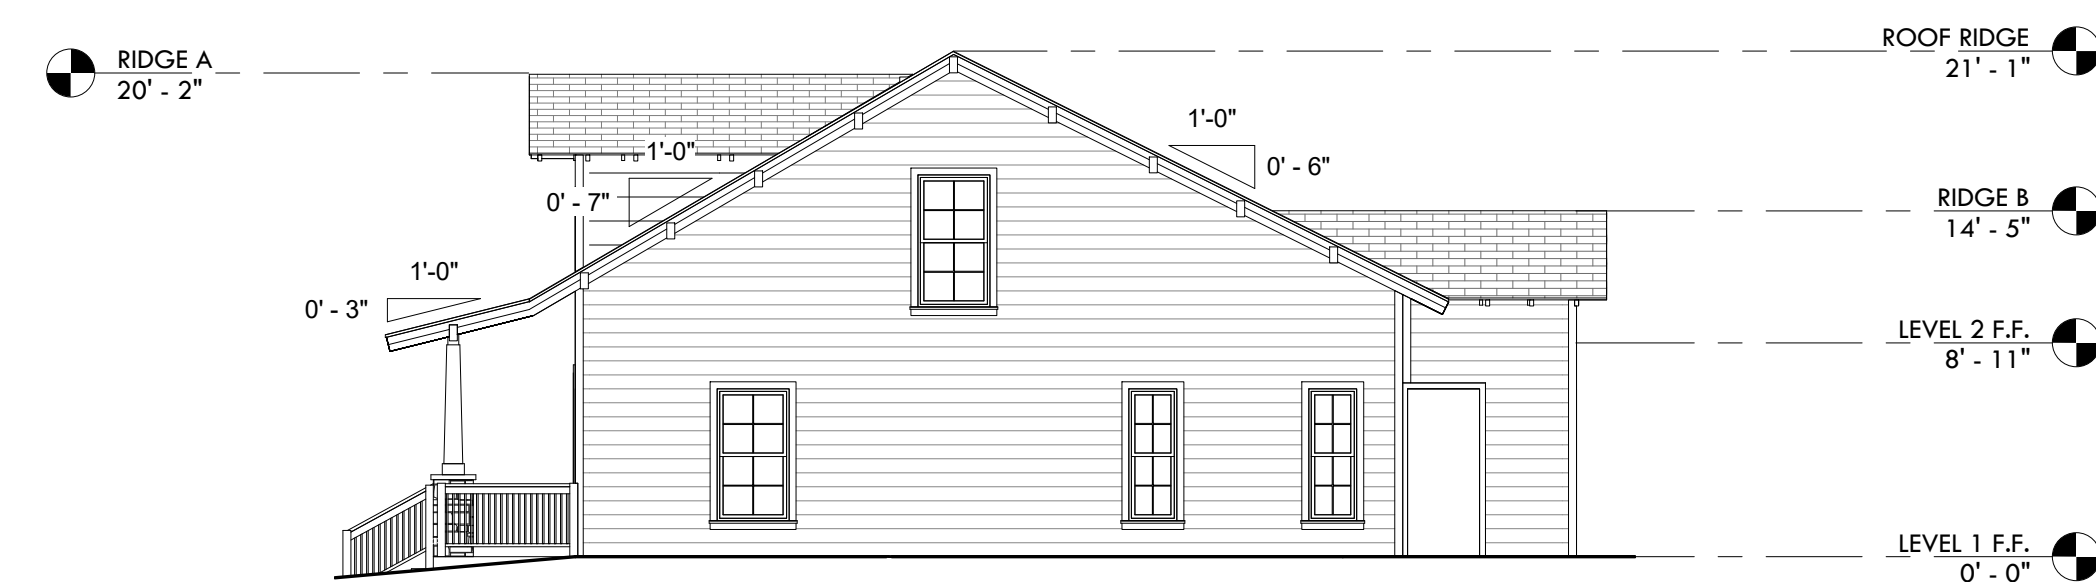 RIDGE A
20' - 2"
ROOF RIDGE
21' - 1"
1'-0"
0' - 6"
1'-0"
0' - 7"
RIDGE B
14' - 5"
1'-0"
0' - 3"
LEVEL 2 F.F.
8' - 11"
LEVEL 1 F.F.
0' - 0"